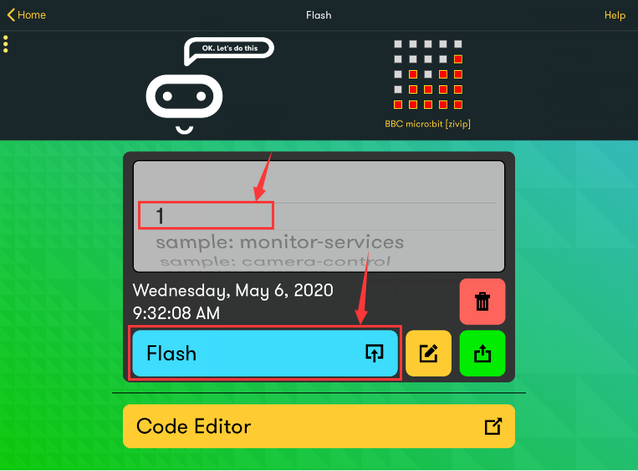 Home
Flash
Help
OK. Let's do this
BBC micro:bit [zivip]
1
sample: monitor-services
sample: camera-control
Wednesday, May 6, 2020
9:32:08 AM
Flash
Code Editor